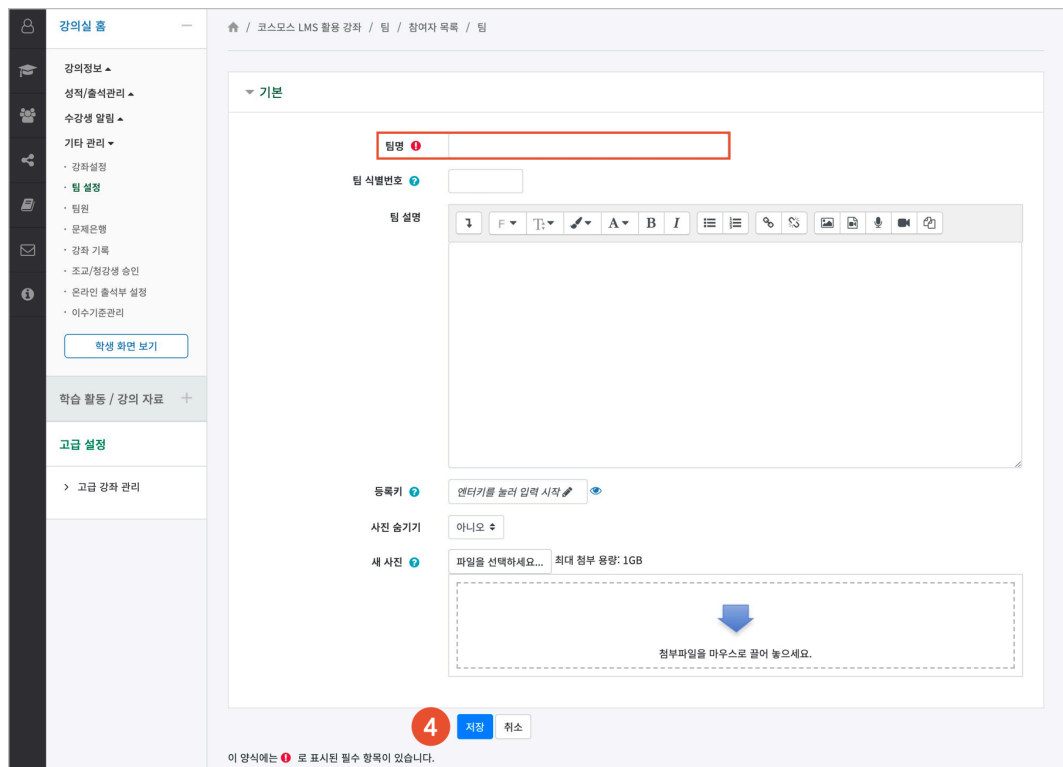 강의실 홈
코스모스 LMS 활용 강좌 / 팀 / 참여자 목록 / 팀
강의정보
성적/출석관리
수강생 알림
기타 관리
· 강좌설정
· 팀 설정
· 팀원
· 문제은행
· 강좌 기록
· 조교/청강생 승인
· 온라인 출석부 설정
· 이수기준관리
학생 화면 보기
학습 활동 / 강의 자료
고급 설정
> 고급 강좌 관리
기본
팀명
팀 식별번호
팀 설명
F T: A B I
등록키 엔터키를 눌러 입력 시작
사진 숨기기 아니오
새 사진 파일을 선택하세요... 최대 첨부 용량: 1GB
첨부파일을 마우스로 끌어 놓으세요.
4 저장 취소
이 양식에는 로 표시된 필수 항목이 있습니다.